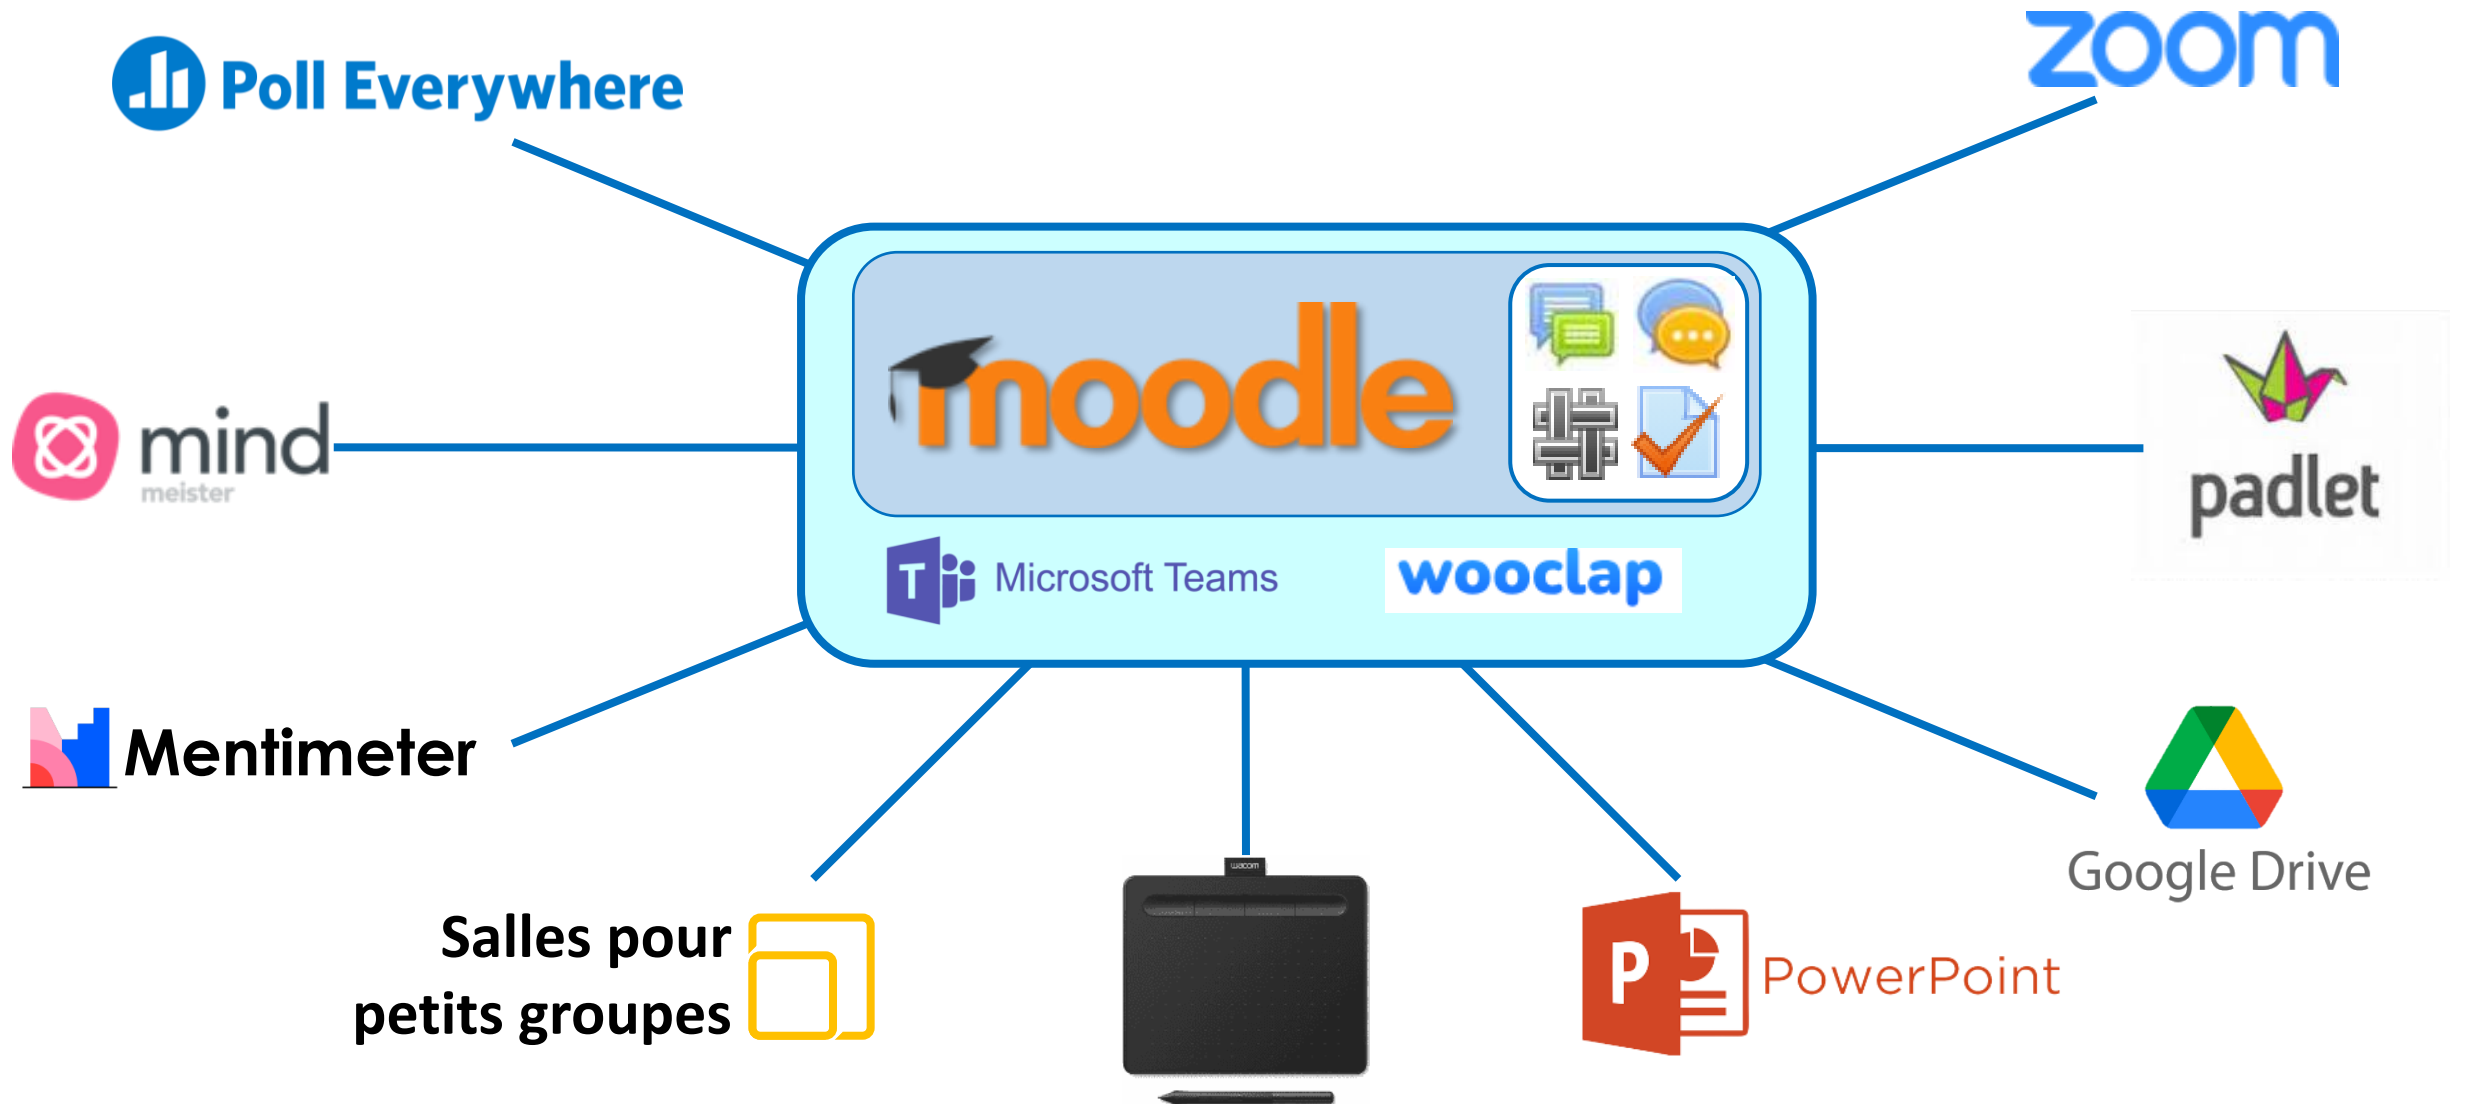 Poll Everywhere
zoom
moodle
mind
meister
padlet
T
Microsoft Teams
wooclap
Mentimeter
Google Drive
wacom
Salles pour
petits groupes
P
PowerPoint